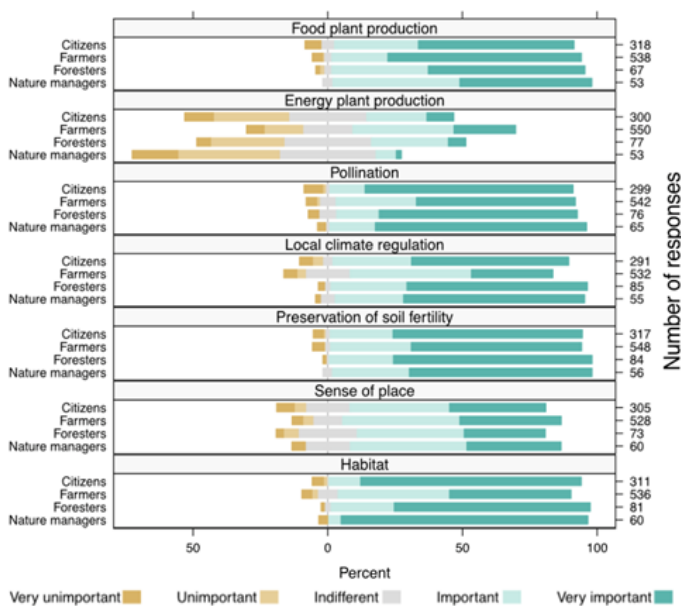 Food plant production
Citizens 318
Farmers 538
Foresters 67
Nature managers 53
Energy plant production
Citizens 300
Farmers 550
Foresters 77
Nature managers 53
Pollination
Citizens 299
Farmers 542
Foresters 76
Nature managers 65
Local climate regulation
Citizens 291
Farmers 532
Foresters 85
Nature managers 55
Preservation of soil fertility
Citizens 317
Farmers 548
Foresters 84
Nature managers 56
Sense of place
Citizens 305
Farmers 528
Foresters 73
Nature managers 60
Habitat
Citizens 311
Farmers 536
Foresters 81
Nature managers 60
Number of responses
50 0 50 100
Percent
Very unimportant Unimportant Indifferent Important Very important